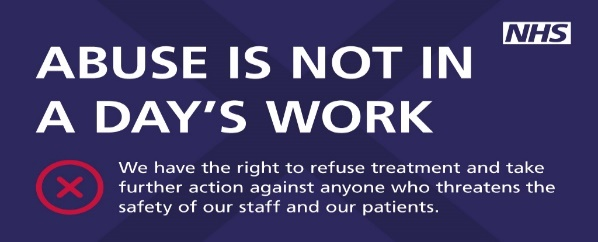 NHS
ABUSE IS NOT IN
A DAY'S WORK
We have the right to refuse treatment and take
further action against anyone who threatens the
safety of our staff and our patients.